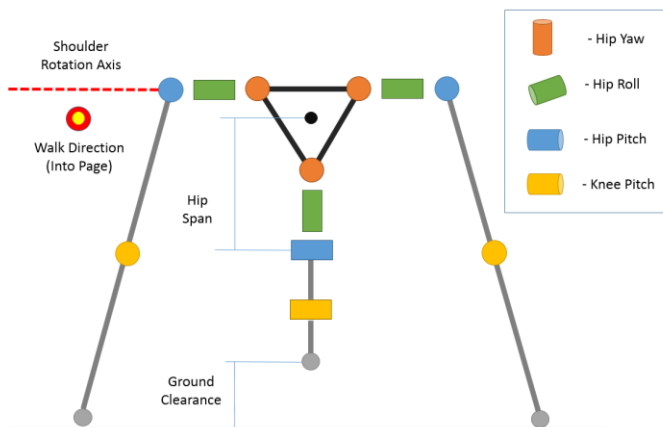 Shoulder
Rotation Axis
Walk Direction
(Into Page)
Hip
Span
Ground
Clearance
- Hip Yaw
- Hip Roll
- Hip Pitch
- Knee Pitch